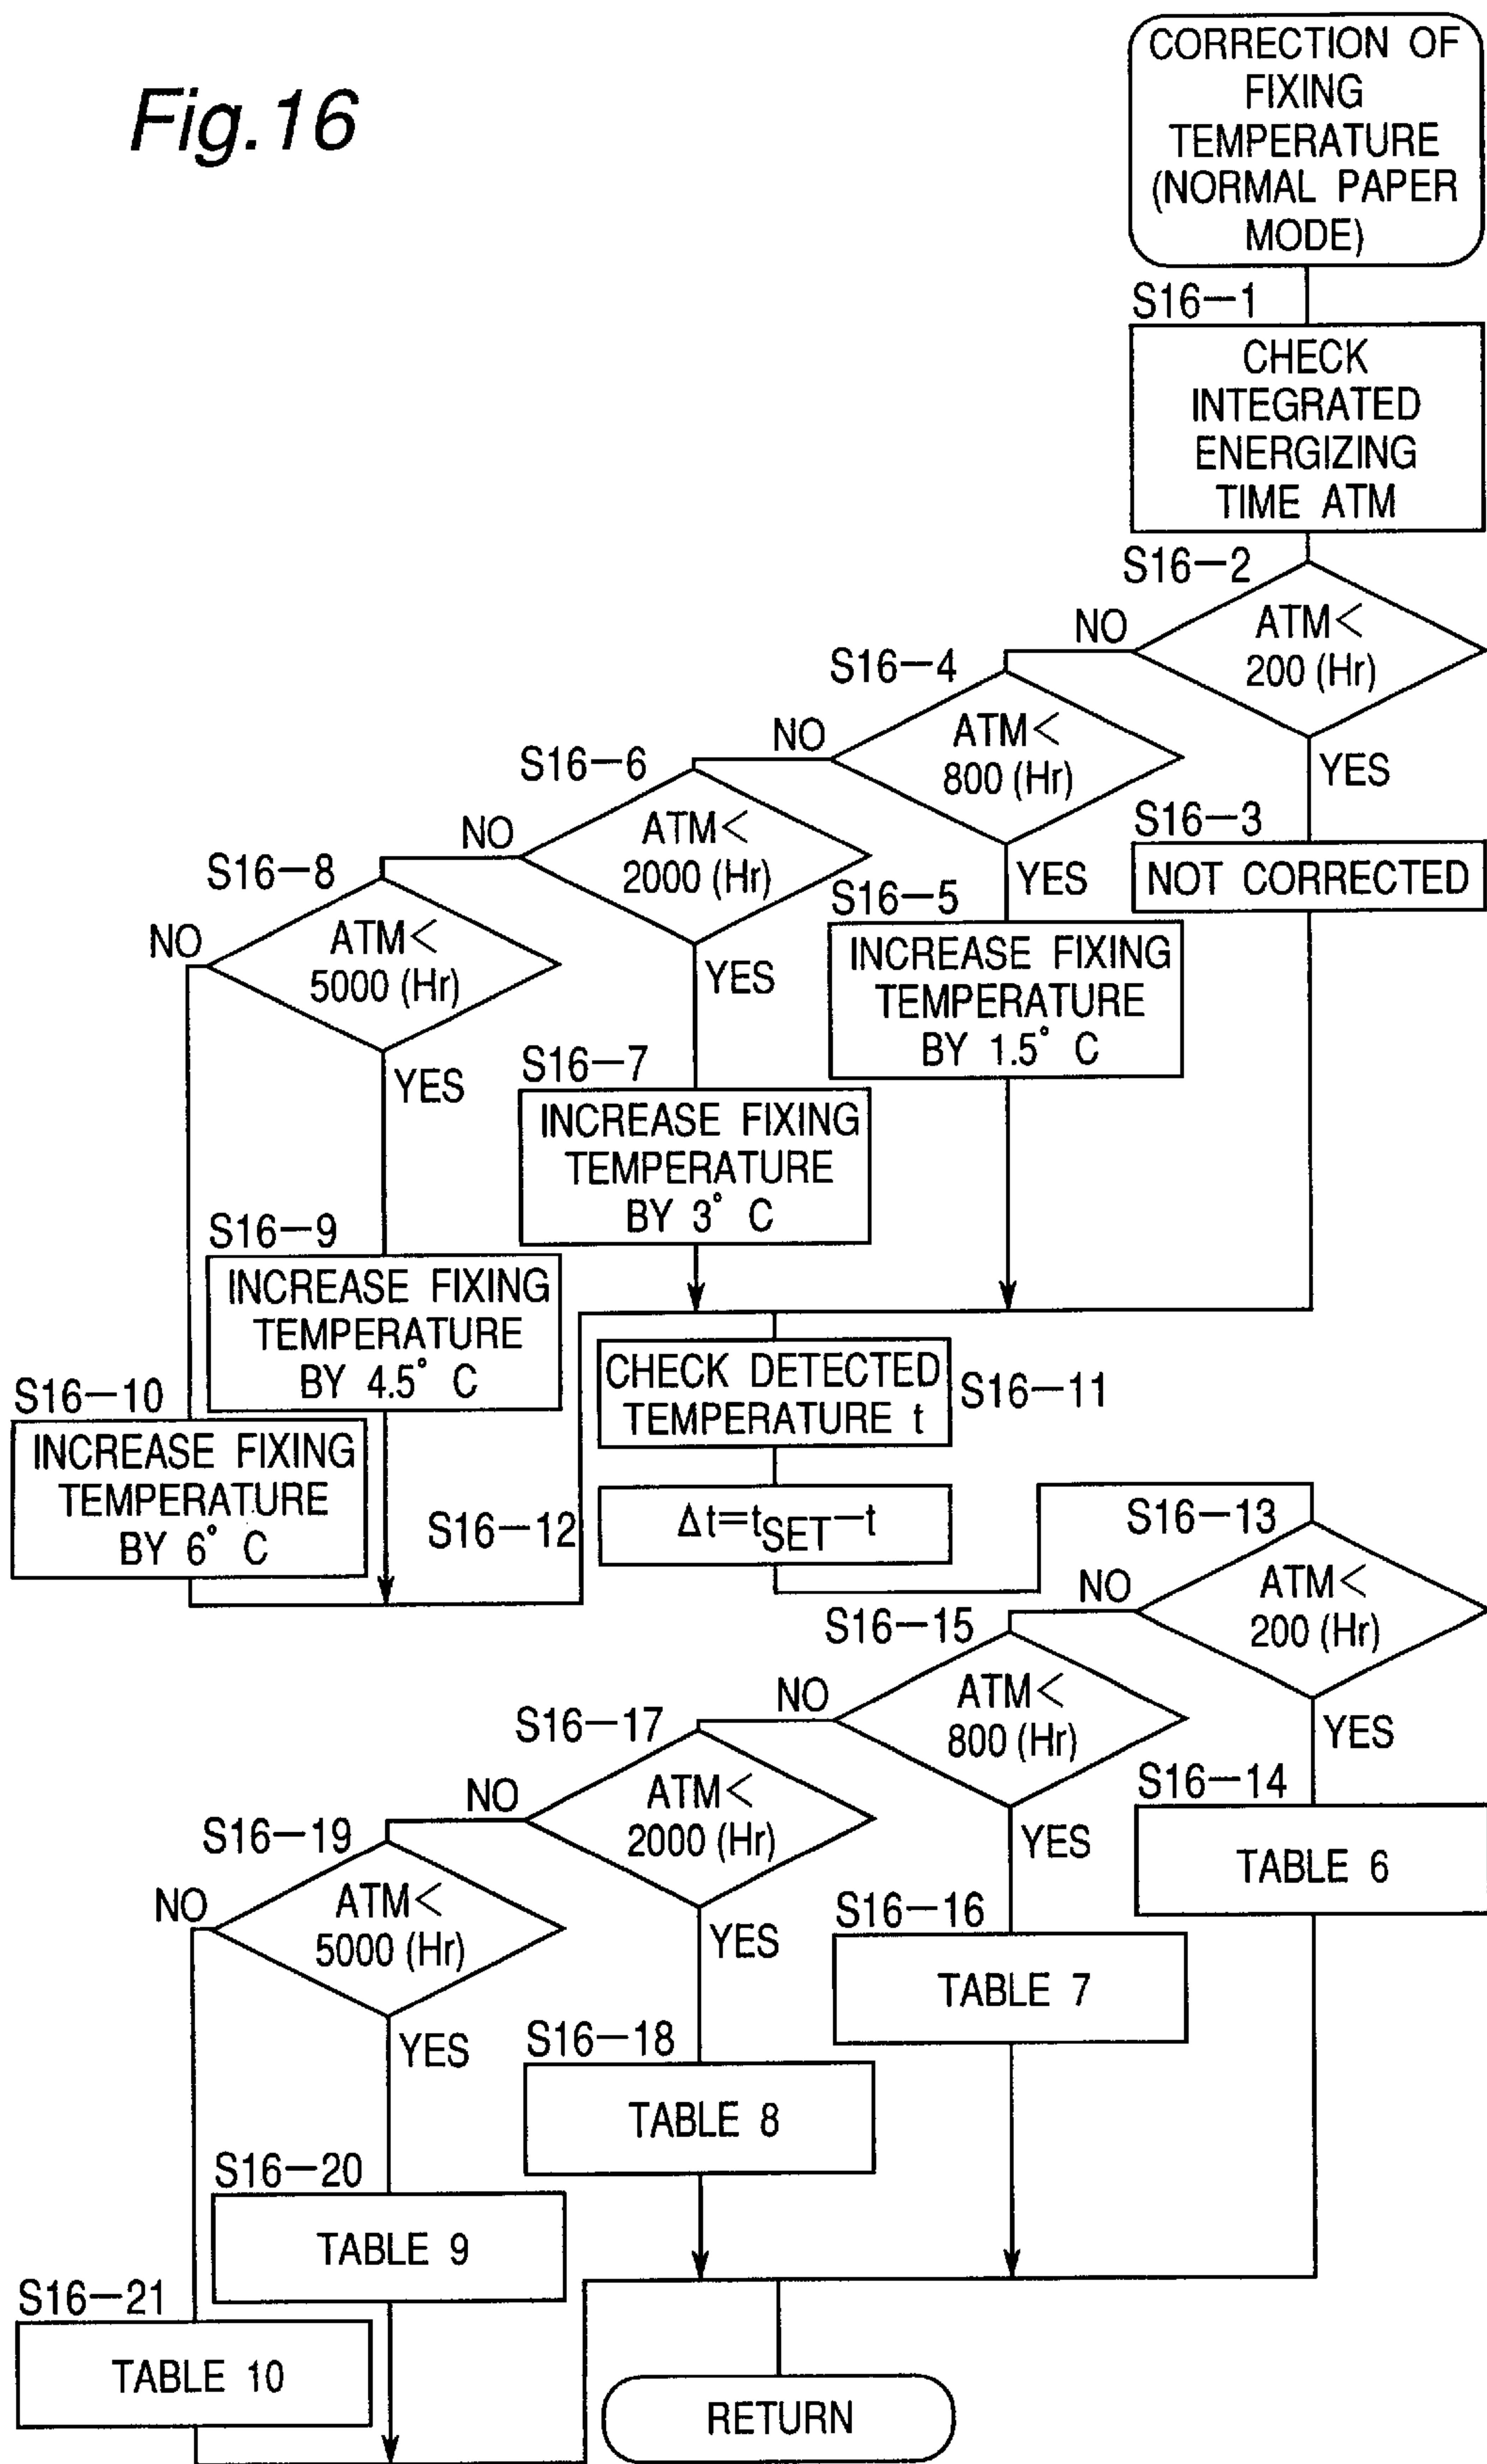 Fig.16
CORRECTION OF
FIXING
TEMPERATURE
(NORMAL PAPER
MODE)
S16-1
CHECK
INTEGRATED
ENERGIZING
TIME ATM
S16-2
ATM<
200 (Hr)
NO
YES
S16-3
NOT CORRECTED
S16-4
ATM<
800 (Hr)
NO
YES
S16-5
INCREASE FIXING
TEMPERATURE
BY 1.5° C
S16-6
ATM<
2000 (Hr)
NO
YES
S16-7
INCREASE FIXING
TEMPERATURE
BY 3° C
S16-8
ATM<
5000 (Hr)
NO
YES
S16-9
INCREASE FIXING
TEMPERATURE
BY 4.5° C
S16-10
INCREASE FIXING
TEMPERATURE
BY 6° C
CHECK DETECTED
TEMPERATURE t
S16-11
S16-12
Δt=tSET-t
S16-13
ATM<
200 (Hr)
NO
YES
S16-14
TABLE 6
S16-15
ATM<
800 (Hr)
NO
YES
S16-16
TABLE 7
S16-17
ATM<
2000 (Hr)
NO
YES
S16-18
TABLE 8
S16-19
ATM<
5000 (Hr)
NO
YES
S16-20
TABLE 9
S16-21
TABLE 10
RETURN